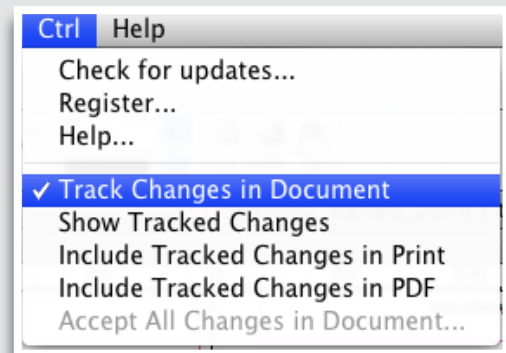 Ctrl Help
Check for updates...
Register...
Help...
✓ Track Changes in Document
Show Tracked Changes
Include Tracked Changes in Print
Include Tracked Changes in PDF
Accept All Changes in Document...